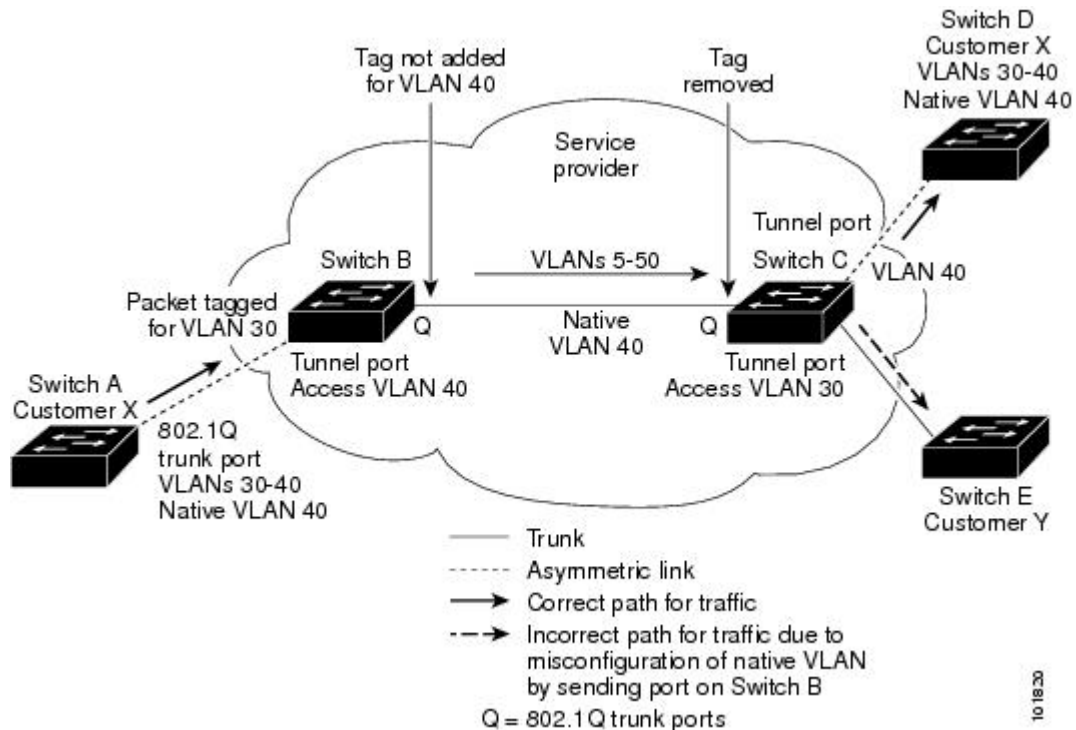 Tag not added
for VLAN 40
Tag
removed
Switch D
Customer X
VLANs 30-40
Native VLAN 40
Service
provider
Tunnel port
Switch B
VLANs 5-50
Switch C
VLAN 40
Packet tagged
for VLAN 30
Q
Native
VLAN 40
Q
Tunnel port
Access VLAN 40
Tunnel port
Access VLAN 30
Switch A
Customer X
802.1Q
trunk port
VLANs 30-40
Native VLAN 40
Switch E
Customer Y
Trunk
Asymmetric link
Correct path for traffic
Incorrect path for traffic due to
misconfiguration of native VLAN
by sending port on Switch B
Q = 802.1Q trunk ports
101820